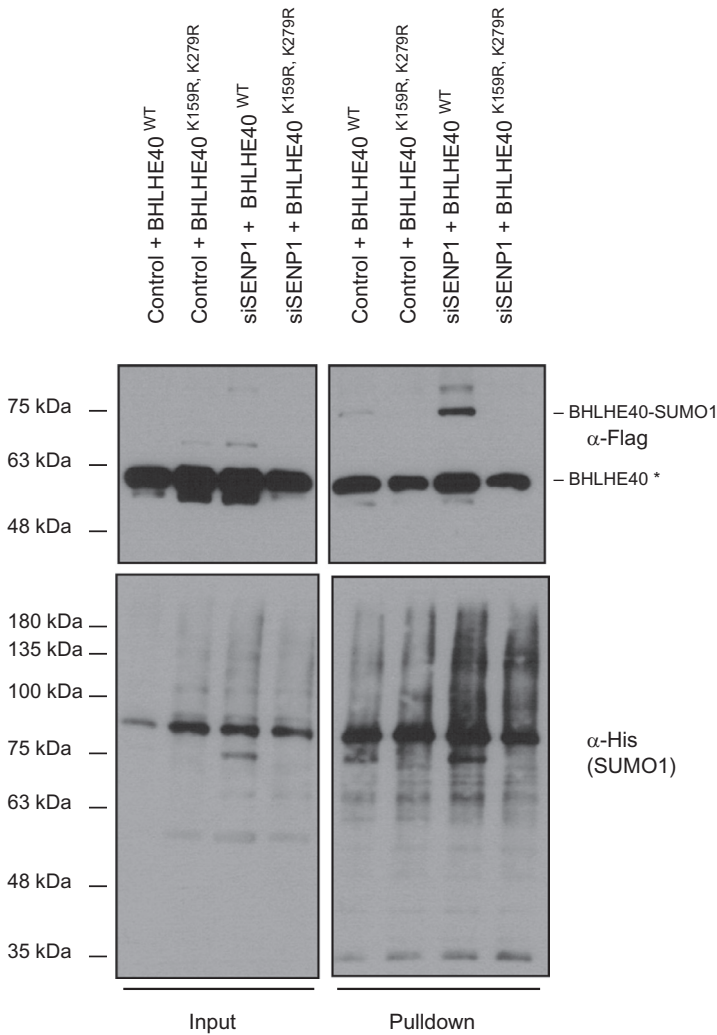 Control + BHLHE40 WT
Control + BHLHE40 K159R, K279R
siSENP1 + BHLHE40 WT
siSENP1 + BHLHE40 K159R, K279R
Control + BHLHE40 WT
Control + BHLHE40 K159R, K279R
siSENP1 + BHLHE40 WT
siSENP1 + BHLHE40 K159R, K279R
75 kDa
63 kDa
48 kDa
– BHLHE40-SUMO1
α-Flag
– BHLHE40 *
180 kDa
135 kDa
100 kDa
75 kDa
63 kDa
48 kDa
35 kDa
α-His
(SUMO1)
Input
Pulldown